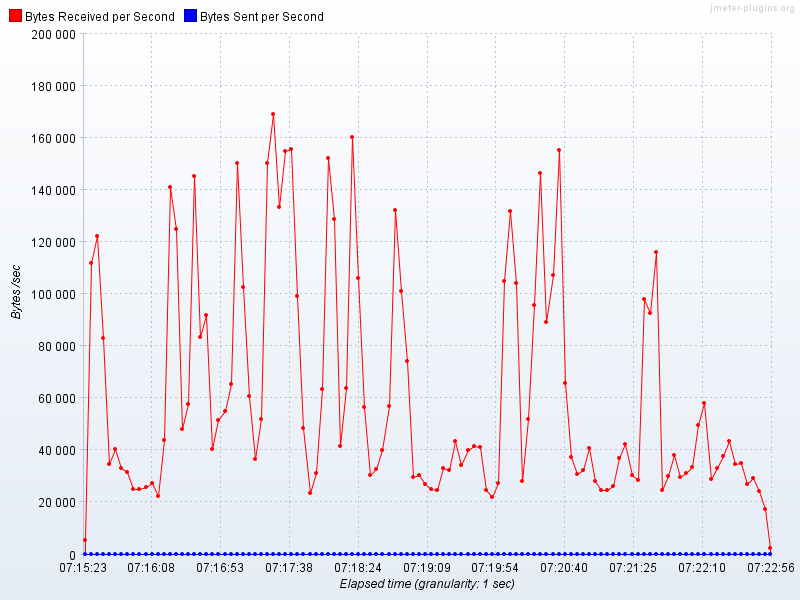 jmeter-plugins.org
Bytes Received per Second Bytes Sent per Second
200 000
180 000
160 000
140 000
120 000
100 000
80 000
60 000
40 000
20 000
0
Bytes /sec
07:15:23 07:16:08 07:16:53 07:17:38 07:18:24 07:19:09 07:19:54 07:20:40 07:21:25 07:22:10 07:22:56
Elapsed time (granularity: 1 sec)